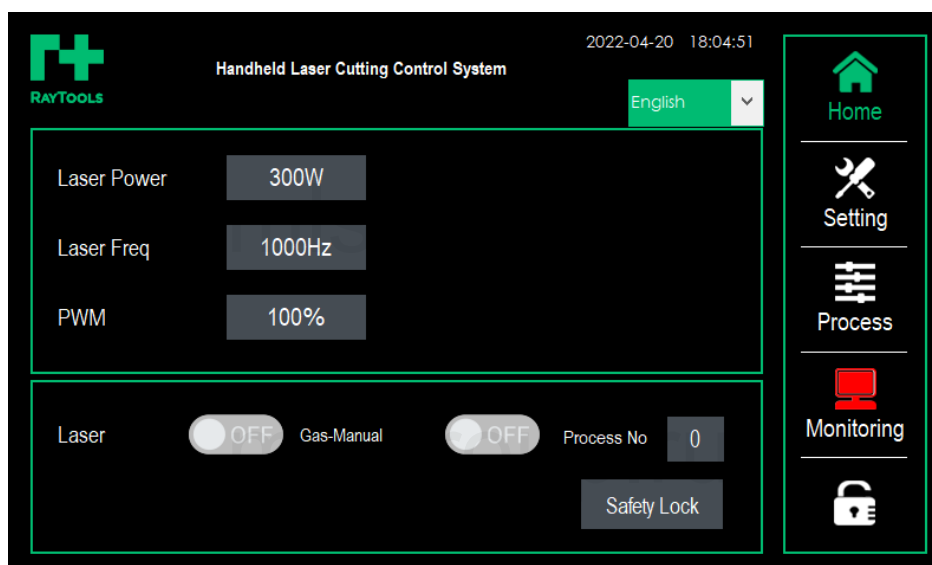 2022-04-20 18:04:51
RAYTOOLS
Handheld Laser Cutting Control System
English
Home
Laser Power 300W
Setting
Laser Freq 1000Hz
Process
PWM 100%
Monitoring
Laser OFF Gas-Manual OFF Process No 0
Safety Lock